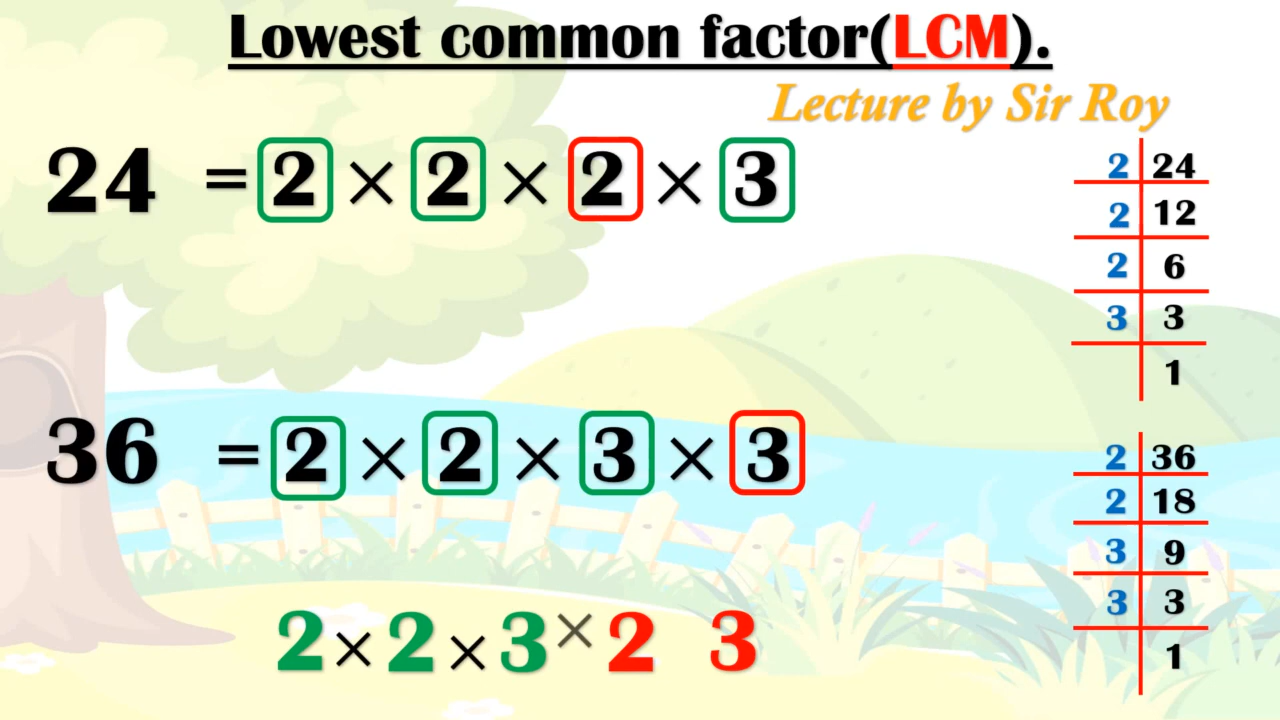 Lowest common factor(LCM).
Lecture by Sir Roy
24 = 2 × 2 × 2 × 3
2 24
2 12
2 6
3 3
1
36 = 2 × 2 × 3 × 3
2 36
2 18
3 9
3 3
1
2 × 2 × 3 × 2 3